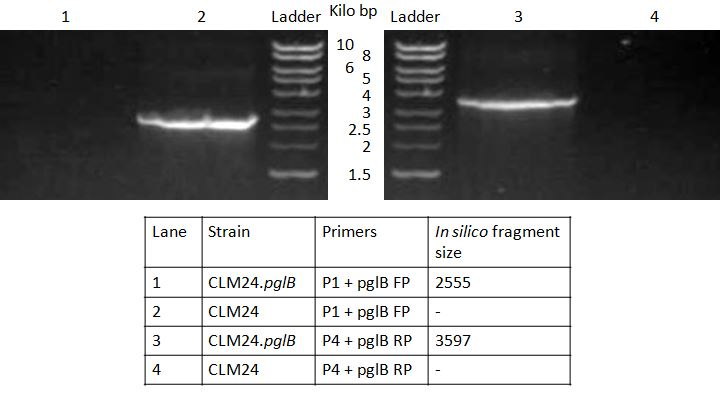 1 2 Ladder Kilo bp Ladder 3 4
10
8
6
5
4
3
2.5
2
1.5
Lane Strain Primers In silico fragment size
1 CLM24.pglB P1 + pglB FP 2555
2 CLM24 P1 + pglB FP -
3 CLM24.pglB P4 + pglB RP 3597
4 CLM24 P4 + pglB RP -